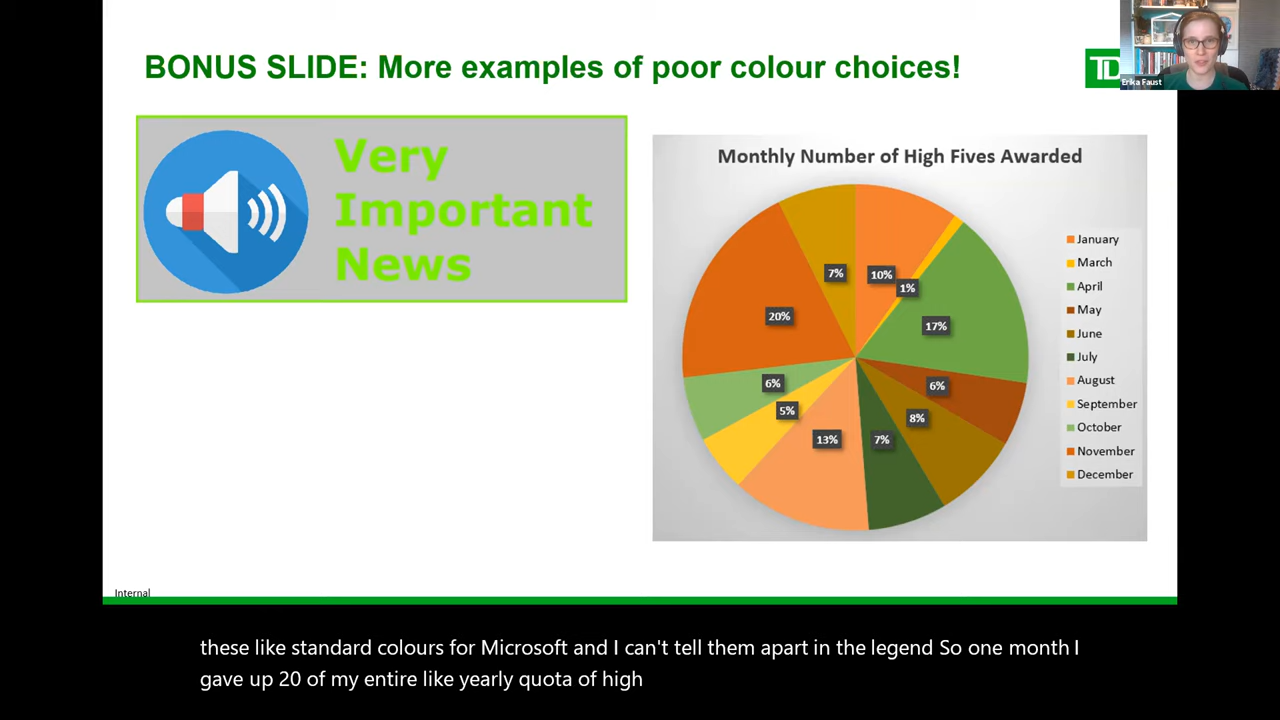 BONUS SLIDE: More examples of poor colour choices!
TD
Erika Faust
Very
Important
News
Monthly Number of High Fives Awarded
7%
10%
1%
20%
17%
6%
6%
5%
8%
13%
7%
January
March
April
May
June
July
August
September
October
November
December
Internal
these like standard colours for Microsoft and I can't tell them apart in the legend So one month I
gave up 20 of my entire like yearly quota of high